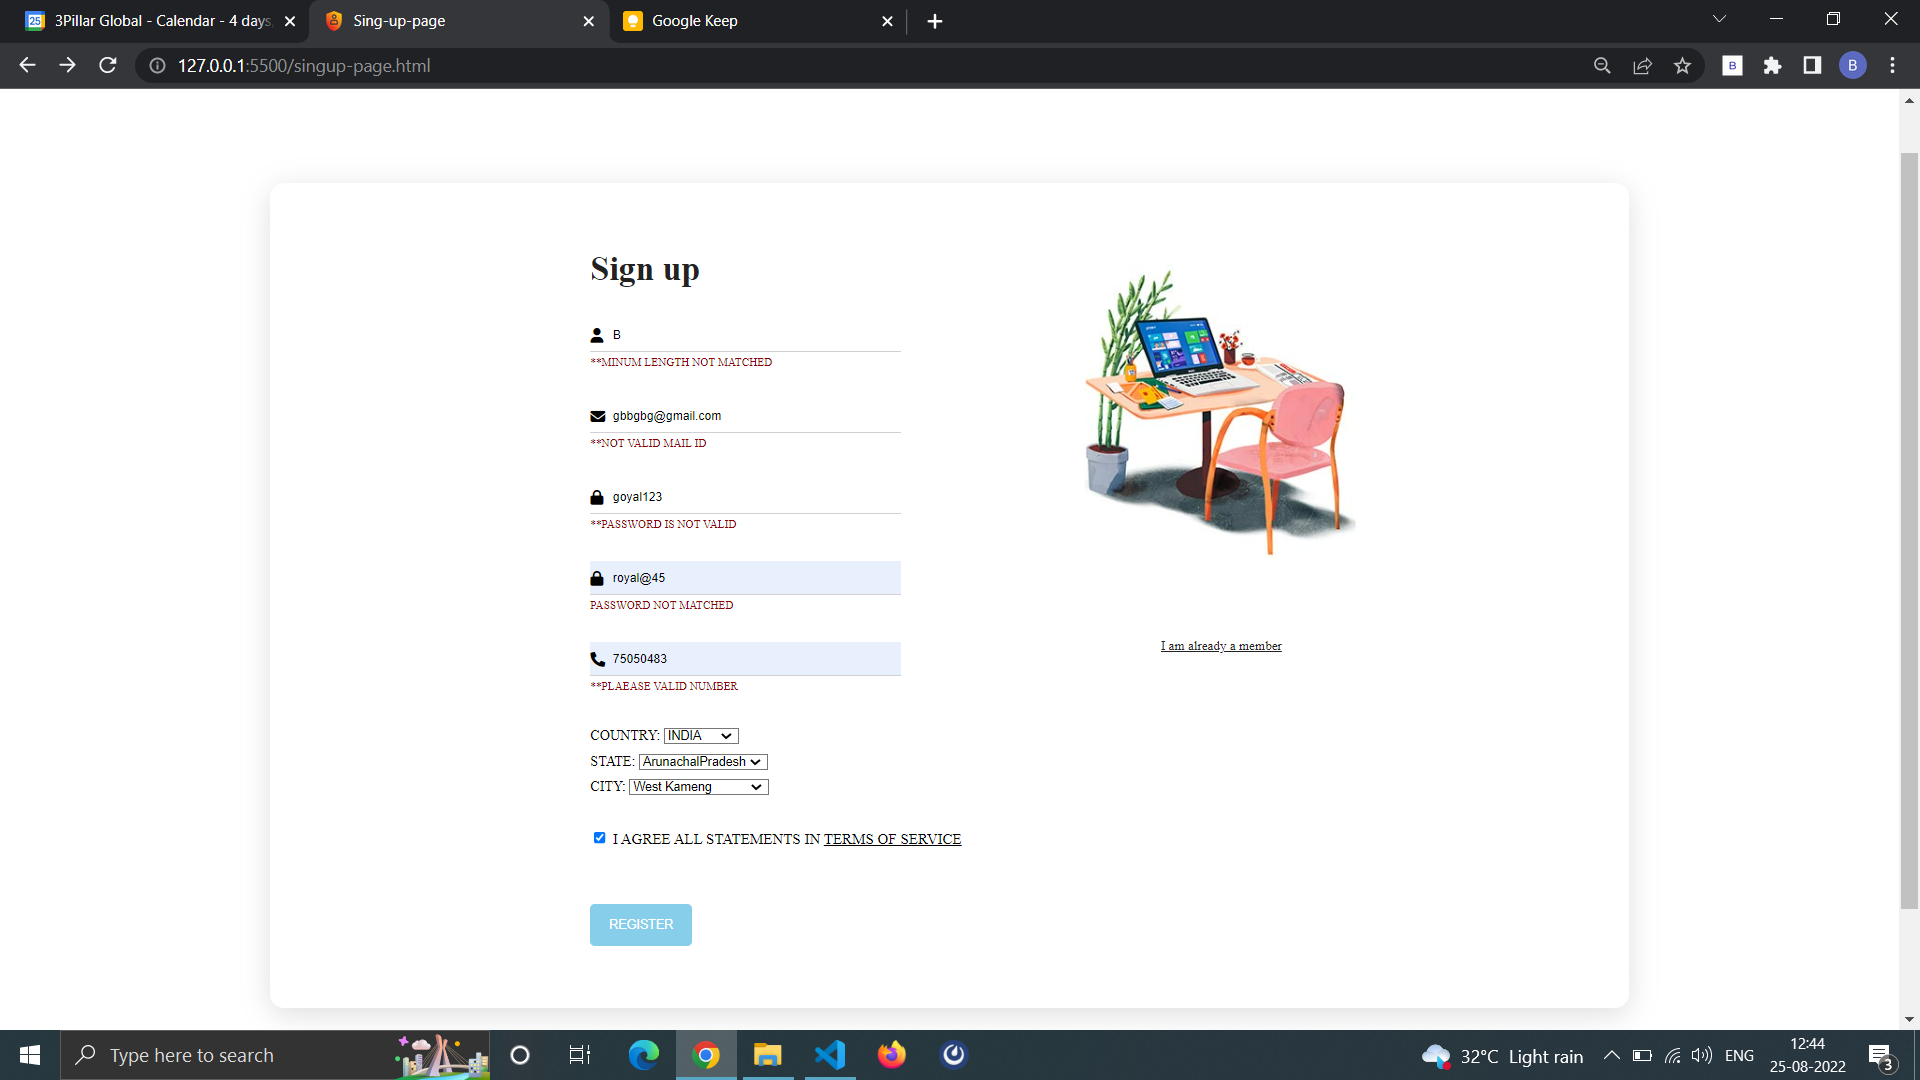 3Pillar Global - Calendar - 4 days,
Sing-up-page
Google Keep
127.0.0.1:5500/singup-page.html
B
B
Sign up
B
**MINUM LENGTH NOT MATCHED
gbbgbg@gmail.com
**NOT VALID MAIL ID
goyal123
**PASSWORD IS NOT VALID
royal@45
PASSWORD NOT MATCHED
75050483
**PLAEASE VALID NUMBER
I am already a member
COUNTRY: INDIA
STATE: ArunachalPradesh
CITY: West Kameng
I AGREE ALL STATEMENTS IN TERMS OF SERVICE
REGISTER
Type here to search
32°C Light rain
ENG
12:44
25-08-2022
3